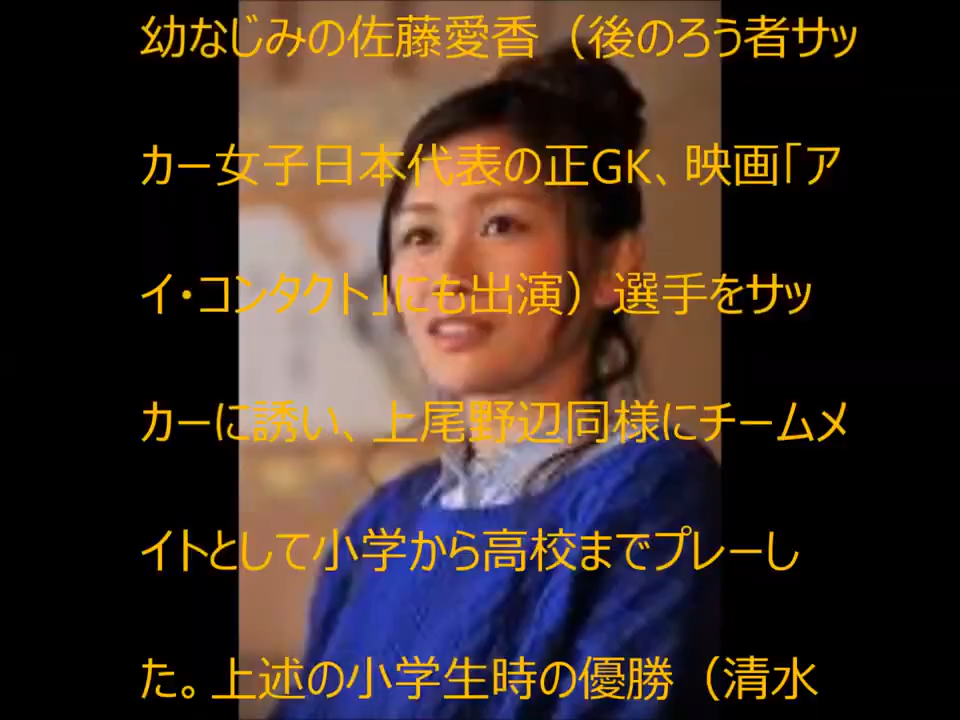 幼なじみの佐藤愛香（後のろう者サッ
カー女子日本代表の正GK、映画「ア
イ・コンタクト」にも出演）選手をサッ
カーに誘い、上尾野辺同様にチームメ
イトとして小学から高校までプレーし
た。上述の小学生時の優勝（清水